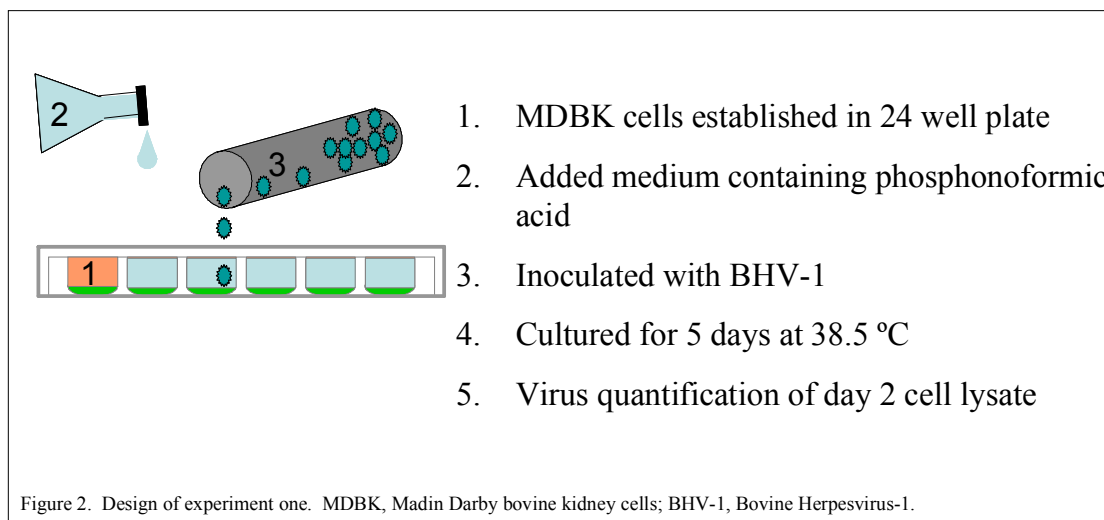 2
3
1
1. MDBK cells established in 24 well plate
2. Added medium containing phosphonoformic
acid
3. Inoculated with BHV-1
4. Cultured for 5 days at 38.5 ºC
5. Virus quantification of day 2 cell lysate
Figure 2. Design of experiment one. MDBK, Madin Darby bovine kidney cells; BHV-1, Bovine Herpesvirus-1.